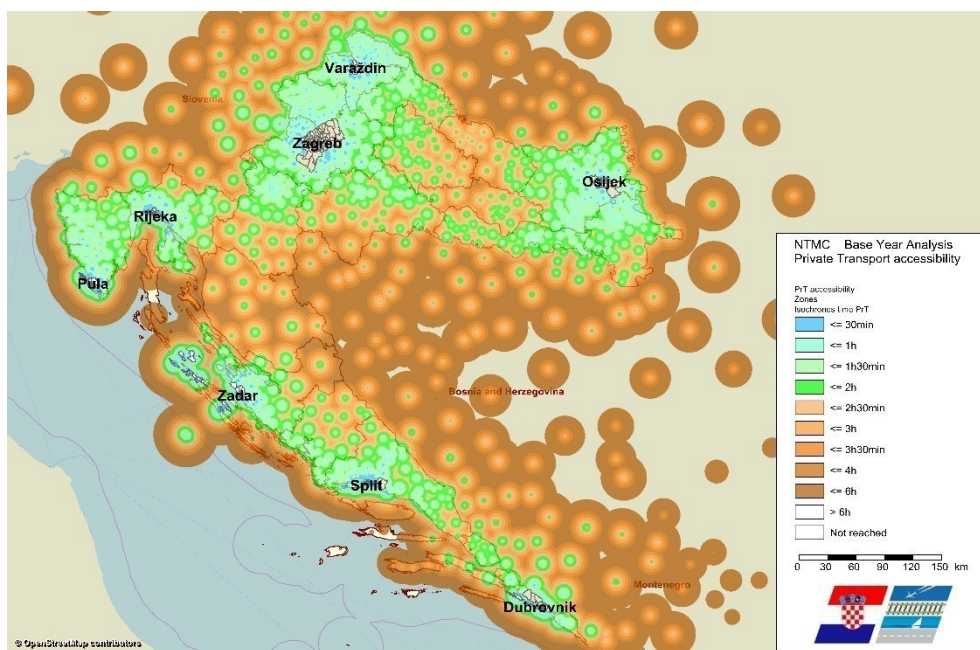 Varaždin
Slovenia
Zagreb
Osijek
Rijeka
Pula
Zadar
Bosnia and Herzegovina
Split
Montenegro
Dubrovnik
© OpenStreetMap contributors
NTMC Base Year Analysis
Private Transport accessibility
PrT accessibility
Zones
Isochrones time PrT
<= 30min
<= 1h
<= 1h30min
<= 2h
<= 2h30min
<= 3h
<= 3h30min
<= 4h
<= 6h
> 6h
Not reached
0 30 60 90 120 150 km